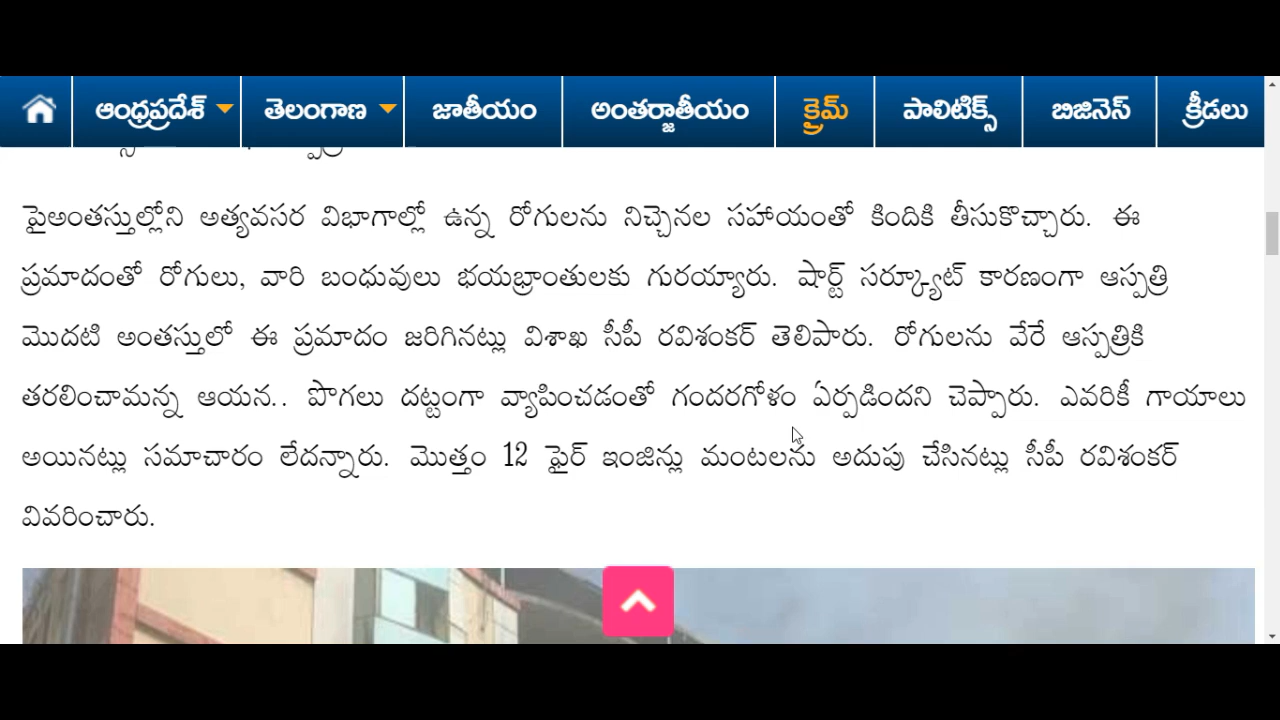 ఆంధ్రప్రదేశ్ తెలంగాణ జాతీయం అంతర్జాతీయం క్రైమ్ పాలిటిక్స్ బిజినెస్ క్రీడలు
పైఅంతస్తుల్లోని అత్యవసర విభాగాల్లో ఉన్న రోగులను నిచ్చెనల సహాయంతో కిందికి తీసుకొచ్చారు. ఈ
ప్రమాదంతో రోగులు, వారి బంధువులు భయభ్రాంతులకు గురయ్యారు. షార్ట్ సర్క్యూట్ కారణంగా ఆస్పత్రి
మొదటి అంతస్తులో ఈ ప్రమాదం జరిగినట్లు విశాఖ సీపీ రవిశంకర్ తెలిపారు. రోగులను వేరే ఆస్పత్రికి
తరలించామన్న ఆయన.. పొగలు దట్టంగా వ్యాపించడంతో గందరగోళం ఏర్పడిందని చెప్పారు. ఎవరికీ గాయాలు
అయినట్లు సమాచారం లేదన్నారు. మొత్తం 12 ఫైర్ ఇంజిన్లు మంటలను అదుపు చేసినట్లు సీపీ రవిశంకర్
వివరించారు.